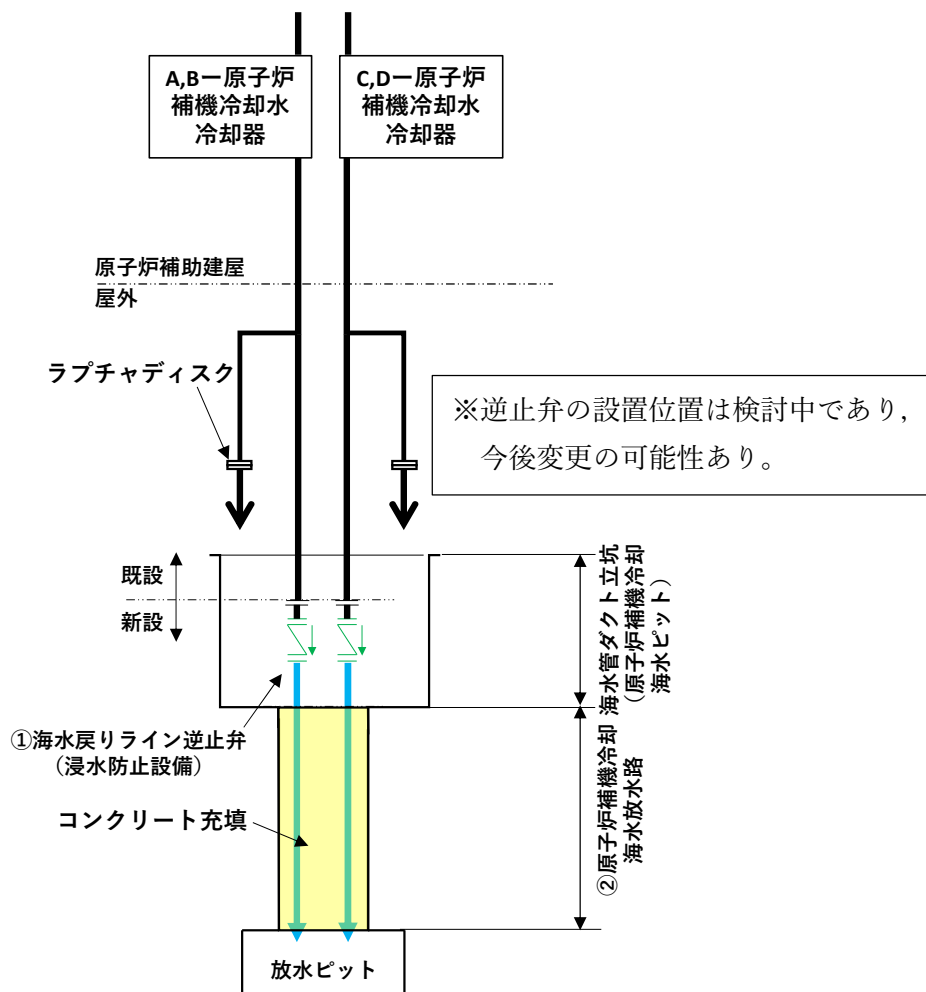 A,Bー原子炉
補機冷却水
冷却器
C,Dー原子炉
補機冷却水
冷却器
原子炉補助建屋
屋外
ラプチャディスク
※逆止弁の設置位置は検討中であり，
今後変更の可能性あり。
既設
新設
海水管ダクト立坑
（原子炉補機冷却
海水ピット）
①海水戻りライン逆止弁
（浸水防止設備）
コンクリート充填
②原子炉補機冷却
海水放水路
放水ピット